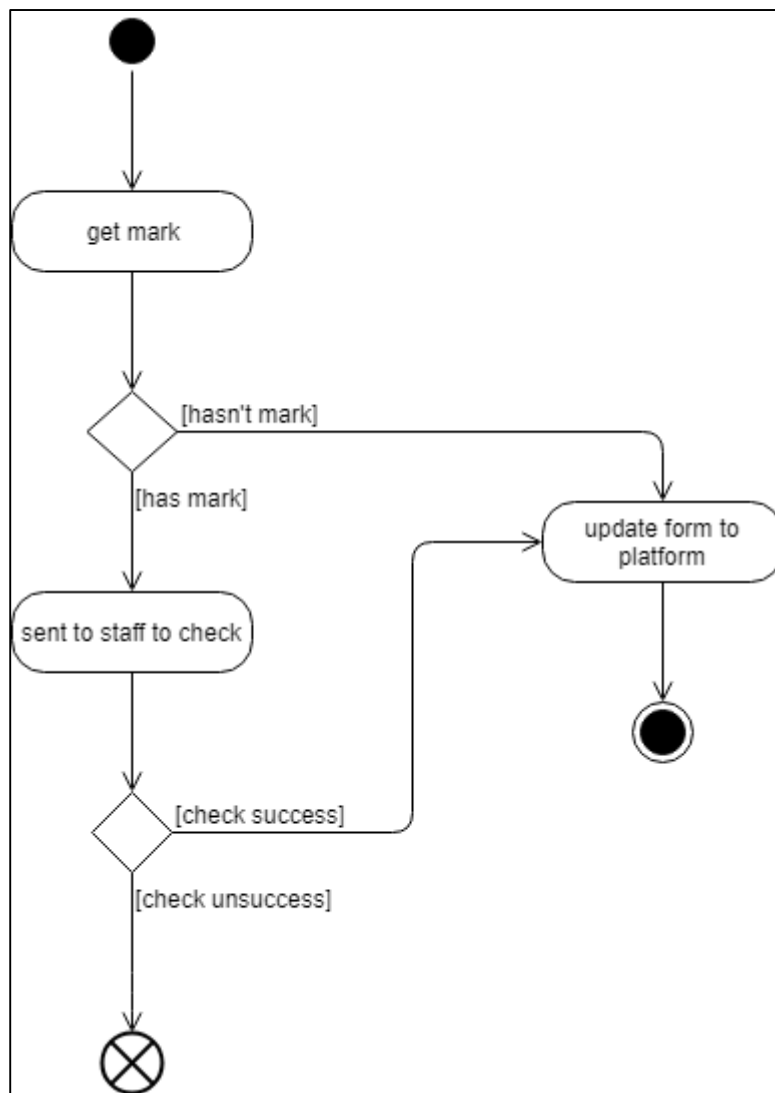 get mark
[hasn't mark]
[has mark]
update form to
platform
sent to staff to check
[check success]
[check unsuccess]